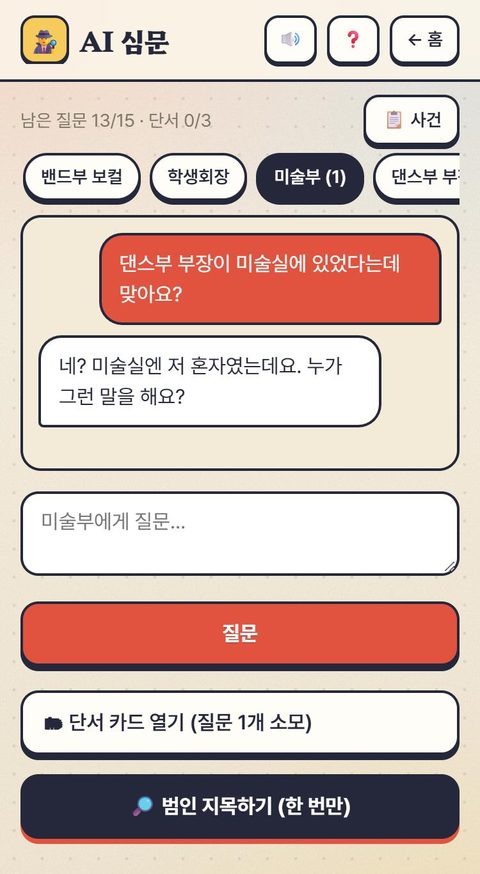 AI 심문
← 홈
남은 질문 13/15 · 단서 0/3
사건
밴드부 보컬
학생회장
미술부 (1)
댄스부
댄스부 부장이 미술실에 있었다는데
맞아요?
네? 미술실엔 저 혼자였는데요. 누가
그런 말을 해요?
미술부에게 질문...
질문
단서 카드 열기 (질문 1개 소모)
범인 지목하기 (한 번만)